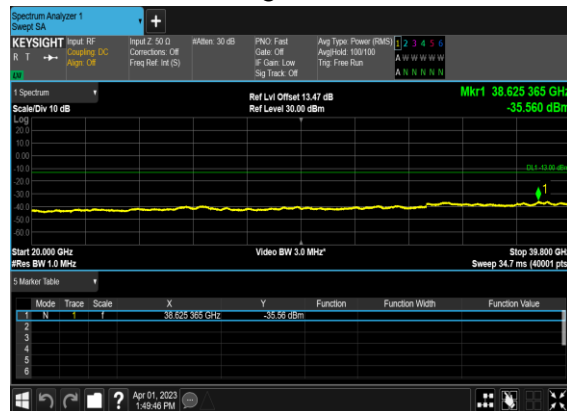 Spectrum Analyzer 1
Swept SA
+
KEYSIGHT
R T
LXI
Input: RF
Coupling: DC
Align: Off
Input Z: 50 Ω
Corrections: Off
Freq Ref: Int (S)
#Atten: 30 dB
PNO: Fast
Gate: Off
IF Gain: Low
Sig Track: Off
Avg Type: Power (RMS)
Avg|Hold: 100/100
Trig: Free Run
1 2 3 4 5 6
A W W W W W
A N N N N N
1 Spectrum
Scale/Div 10 dB
Ref Lvl Offset 13.47 dB
Ref Level 30.00 dBm
Mkr1 38.625 365 GHz
-35.560 dBm
Log
20.0
10.0
0.00
-10.0
-20.0
-30.0
-40.0
-50.0
-60.0
DL1 -13.00 dBm
1
Start 20.000 GHz
#Res BW 1.0 MHz
Video BW 3.0 MHz*
Stop 39.800 GHz
Sweep 34.7 ms (40001 pts)
5 Marker Table
Mode Trace Scale X Y Function Function Width Function Value
1 N 1 f 38.625 365 GHz -35.56 dBm
2
3
4
5
6
?
Apr 01, 2023
1:49:46 PM